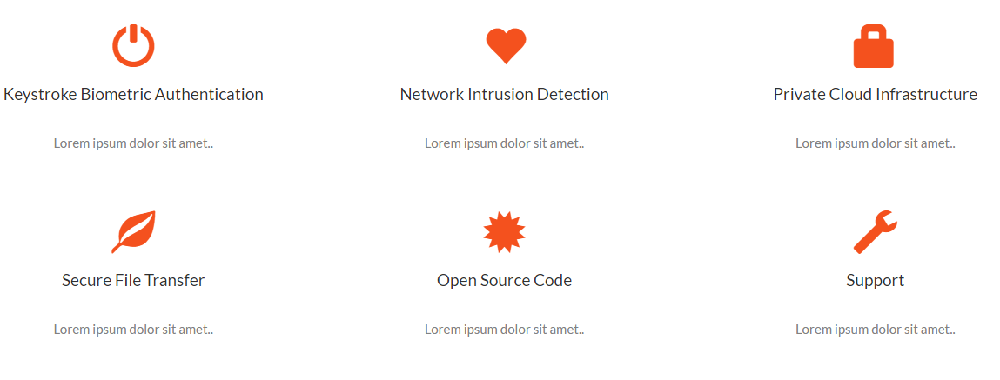 Keystroke Biometric Authentication
Network Intrusion Detection
Private Cloud Infrastructure
Lorem ipsum dolor sit amet..
Lorem ipsum dolor sit amet..
Lorem ipsum dolor sit amet..
Secure File Transfer
Open Source Code
Support
Lorem ipsum dolor sit amet..
Lorem ipsum dolor sit amet..
Lorem ipsum dolor sit amet..